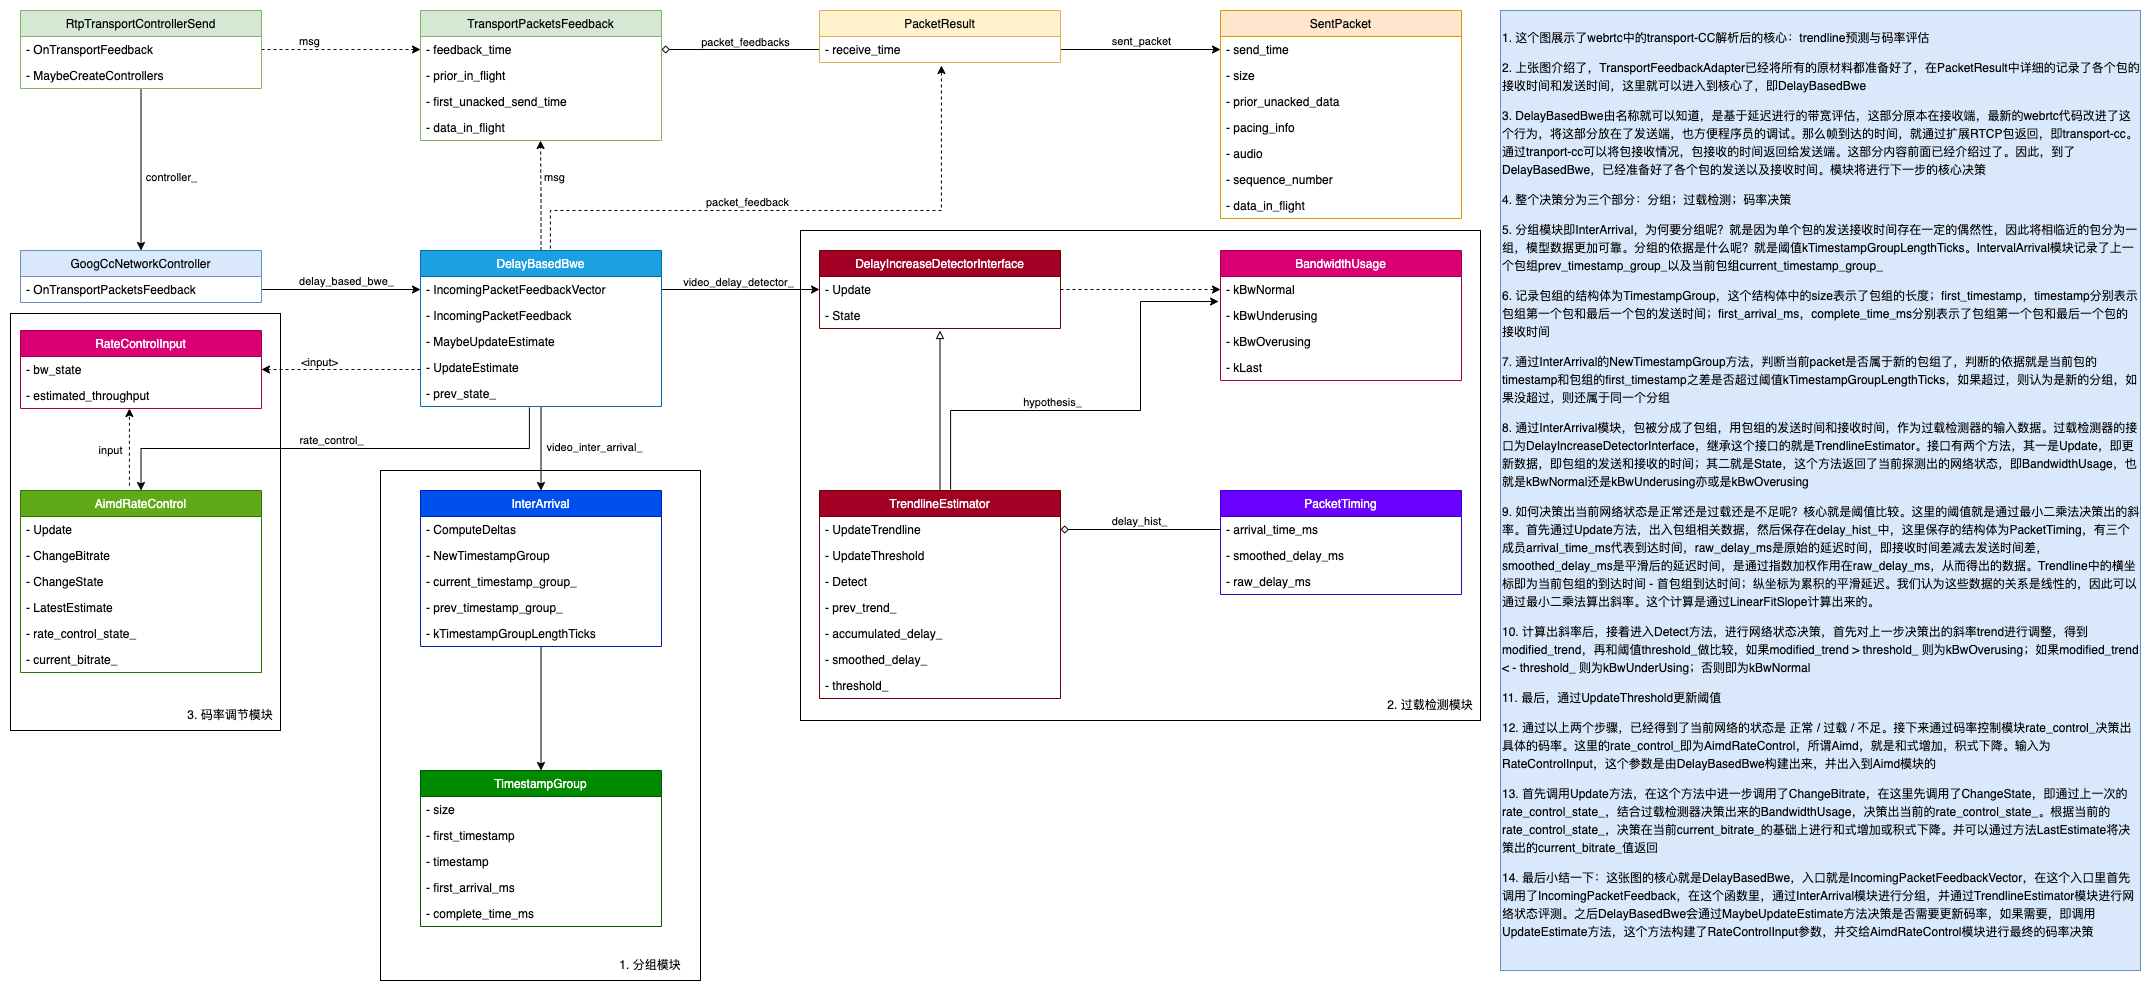 RtpTransportControllerSend
- OnTransportFeedback
- MaybeCreateControllers
msg
TransportPacketsFeedback
- feedback_time
- prior_in_flight
- first_unacked_send_time
- data_in_flight
packet_feedbacks
PacketResult
- receive_time
sent_packet
SentPacket
- send_time
- size
- prior_unacked_data
- pacing_info
- audio
- sequence_number
- data_in_flight
controller_
msg
packet_feedback
GoogCcNetworkController
- OnTransportPacketsFeedback
delay_based_bwe_
DelayBasedBwe
- IncomingPacketFeedbackVector
- IncomingPacketFeedback
- MaybeUpdateEstimate
- UpdateEstimate
- prev_state_
video_delay_detector_
DelayIncreaseDetectorInterface
- Update
- State
BandwidthUsage
- kBwNormal
- kBwUnderusing
- kBwOverusing
- kLast
RateControlInput
- bw_state
- estimated_throughput
<input>
input
rate_control_
video_inter_arrival_
hypothesis_
AimdRateControl
- Update
- ChangeBitrate
- ChangeState
- LatestEstimate
- rate_control_state_
- current_bitrate_
3. 码率调节模块
InterArrival
- ComputeDeltas
- NewTimestampGroup
- current_timestamp_group_
- prev_timestamp_group_
- kTimestampGroupLengthTicks
TimestampGroup
- size
- first_timestamp
- timestamp
- first_arrival_ms
- complete_time_ms
1. 分组模块
TrendlineEstimator
- UpdateTrendline
- UpdateThreshold
- Detect
- prev_trend_
- accumulated_delay_
- smoothed_delay_
- threshold_
delay_hist_
PacketTiming
- arrival_time_ms
- smoothed_delay_ms
- raw_delay_ms
2. 过载检测模块
1. 这个图展示了webrtc中的transport-CC解析后的核心：trendline预测与码率评估
2. 上张图介绍了，TransportFeedbackAdapter已经将所有的原材料都准备好了，在PacketResult中详细的记录了各个包的
接收时间和发送时间，这里就可以进入到核心了，即DelayBasedBwe
3. DelayBasedBwe由名称就可以知道，是基于延迟进行的带宽评估，这部分原本在接收端，最新的webrtc代码改进了这
个行为，将这部分放在了发送端，也方便程序员的调试。那么帧到达的时间，就通过扩展RTCP包返回，即transport-cc。
通过tranport-cc可以将包接收情况，包接收的时间返回给发送端。这部分内容前面已经介绍过了。因此，到了
DelayBasedBwe，已经准备好了各个包的发送以及接收时间。模块将进行下一步的核心决策
4. 整个决策分为三个部分：分组；过载检测；码率决策
5. 分组模块即InterArrival，为何要分组呢？就是因为单个包的发送接收时间存在一定的偶然性，因此将相临近的包分为一
组，模型数据更加可靠。分组的依据是什么呢？就是阈值kTimestampGroupLengthTicks。IntervalArrival模块记录了上一
个包组prev_timestamp_group_以及当前包组current_timestamp_group_
6. 记录包组的结构体为TimestampGroup，这个结构体中的size表示了包组的长度；first_timestamp，timestamp分别表示
包组第一个包和最后一个包的发送时间；first_arrival_ms，complete_time_ms分别表示了包组第一个包和最后一个包的
接收时间
7. 通过InterArrival的NewTimestampGroup方法，判断当前packet是否属于新的包组了，判断的依据就是当前包的
timestamp和包组的first_timestamp之差是否超过阈值kTimestampGroupLengthTicks，如果超过，则认为是新的分组，如
果没超过，则还属于同一个分组
8. 通过InterArrival模块，包被分成了包组，用包组的发送时间和接收时间，作为过载检测器的输入数据。过载检测器的接
口为DelayIncreaseDetectorInterface，继承这个接口的就是TrendlineEstimator。接口有两个方法，其一是Update，即更
新数据，即包组的发送和接收的时间；其二就是State，这个方法返回了当前探测出的网络状态，即BandwidthUsage，也
就是kBwNormal还是kBwUnderusing亦或是kBwOverusing
9. 如何决策出当前网络状态是正常还是过载还是不足呢？核心就是阈值比较。这里的阈值就是通过最小二乘法决策出的斜
率。首先通过Update方法，出入包组相关数据，然后保存在delay_hist_中，这里保存的结构体为PacketTiming，有三个
成员arrival_time_ms代表到达时间，raw_delay_ms是原始的延迟时间，即接收时间差减去发送时间差，
smoothed_delay_ms是平滑后的延迟时间，是通过指数加权作用在raw_delay_ms，从而得出的数据。Trendline中的横坐
标即为当前包组的到达时间 - 首包组到达时间；纵坐标为累积的平滑延迟。我们认为这些数据的关系是线性的，因此可以
通过最小二乘法算出斜率。这个计算是通过LinearFitSlope计算出来的。
10. 计算出斜率后，接着进入Detect方法，进行网络状态决策，首先对上一步决策出的斜率trend进行调整，得到
modified_trend，再和阈值threshold_做比较，如果modified_trend > threshold_ 则为kBwOverusing；如果modified_trend
< - threshold_ 则为kBwUnderUsing；否则即为kBwNormal
11. 最后，通过UpdateThreshold更新阈值
12. 通过以上两个步骤，已经得到了当前网络的状态是 正常 / 过载 / 不足。接下来通过码率控制模块rate_control_决策出
具体的码率。这里的rate_control_即为AimdRateControl，所谓Aimd，就是和式增加，积式下降。输入为
RateControlInput，这个参数是由DelayBasedBwe构建出来，并出入到Aimd模块的
13. 首先调用Update方法，在这个方法中进一步调用了ChangeBitrate，在这里先调用了ChangeState，即通过上一次的
rate_control_state_，结合过载检测器决策出来的BandwidthUsage，决策出当前的rate_control_state_。根据当前的
rate_control_state_，决策在当前current_bitrate_的基础上进行和式增加或积式下降。并可以通过方法LastEstimate将决
策出的current_bitrate_值返回
14. 最后小结一下：这张图的核心就是DelayBasedBwe，入口就是IncomingPacketFeedbackVector，在这个入口里首先
调用了IncomingPacketFeedback，在这个函数里，通过InterArrival模块进行分组，并通过TrendlineEstimator模块进行网
络状态评测。之后DelayBasedBwe会通过MaybeUpdateEstimate方法决策是否需要更新码率，如果需要，即调用
UpdateEstimate方法，这个方法构建了RateControlInput参数，并交给AimdRateControl模块进行最终的码率决策